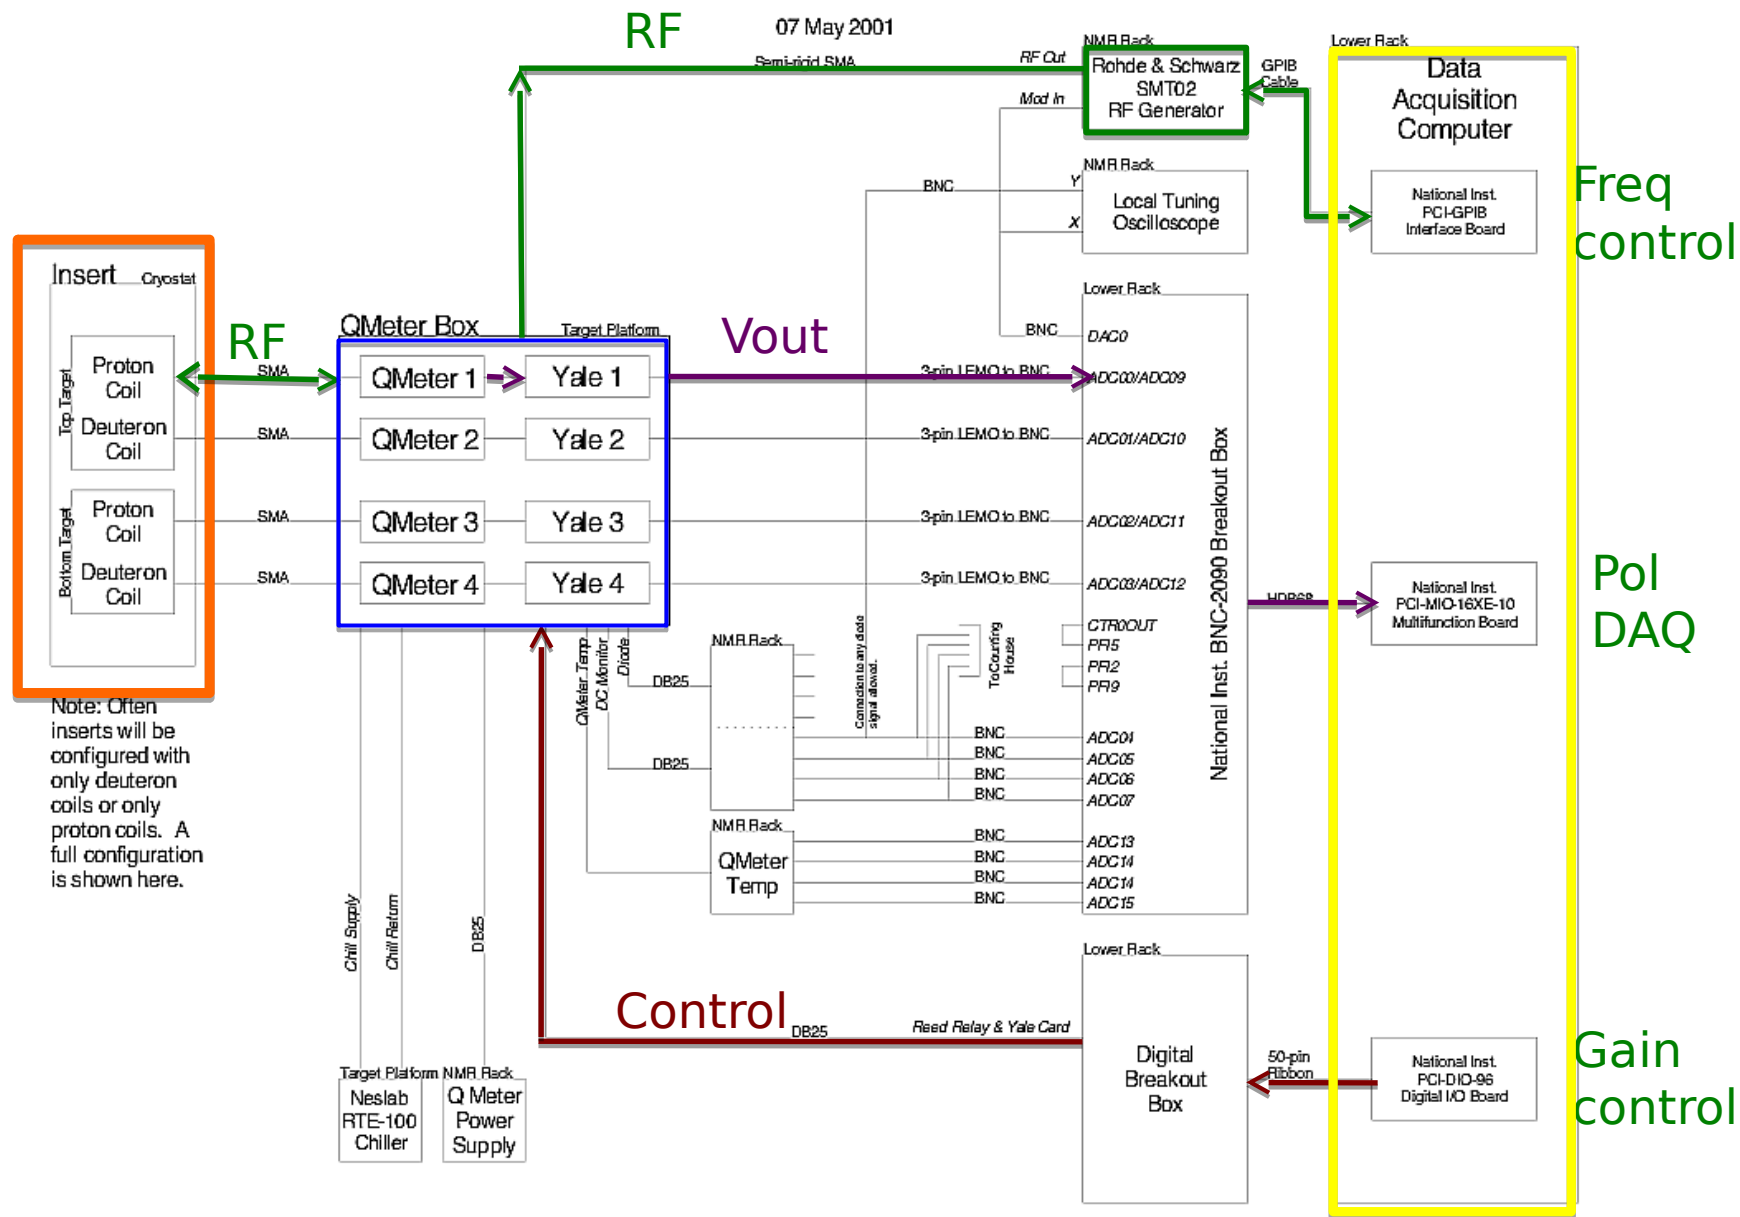 RF
07 May 2001
NMR Rack
Rohde & Schwarz
SMT02
RF Generator
Semi-rigid SMA
RF Out
Mod In
GPIB
Cable
Lower Rack
Data
Acquisition
Computer
National Inst.
PCI-GPIB
Interface Board
Freq
control
NMR Rack
Local Tuning
Oscilloscope
BNC
Y
X
Insert
Cryostat
Top Target
Proton
Coil
Deuteron
Coil
Bottom Target
Proton
Coil
Deuteron
Coil
RF
SMA
SMA
SMA
SMA
QMeter Box
Target Platform
QMeter 1
Yale 1
QMeter 2
Yale 2
QMeter 3
Yale 3
QMeter 4
Yale 4
Vout
3-pin LEMO to BNC
3-pin LEMO to BNC
3-pin LEMO to BNC
3-pin LEMO to BNC
Lower Rack
BNC
DAC0
ADC00/ADC09
ADC01/ADC10
ADC02/ADC11
ADC03/ADC12
CTR0OUT
PFI5
PFI2
PFI9
National Inst. BNC-2090 Breakout Box
HDR68
National Inst.
PCI-MIO-16XE-10
Multifunction Board
Pol
DAQ
QMeter Temp
DC Monitor
Diode
DB25
DB25
NMR Rack
Connection to any diode
signal allowed.
To Counting
House
BNC
ADC04
BNC
ADC05
BNC
ADC06
BNC
ADC07
NMR Rack
QMeter
Temp
BNC
ADC13
BNC
ADC14
BNC
ADC14
BNC
ADC15
Note: Often
inserts will be
configured with
only deuteron
coils or only
proton coils. A
full configuration
is shown here.
Chill Supply
Chill Return
DB25
Target Platform
Neslab
RTE-100
Chiller
NMR Rack
Q Meter
Power
Supply
Control
DB25
Reed Relay & Yale Card
Lower Rack
Digital
Breakout
Box
50-pin
Ribbon
National Inst.
PCI-DIO-96
Digital I/O Board
Gain
control